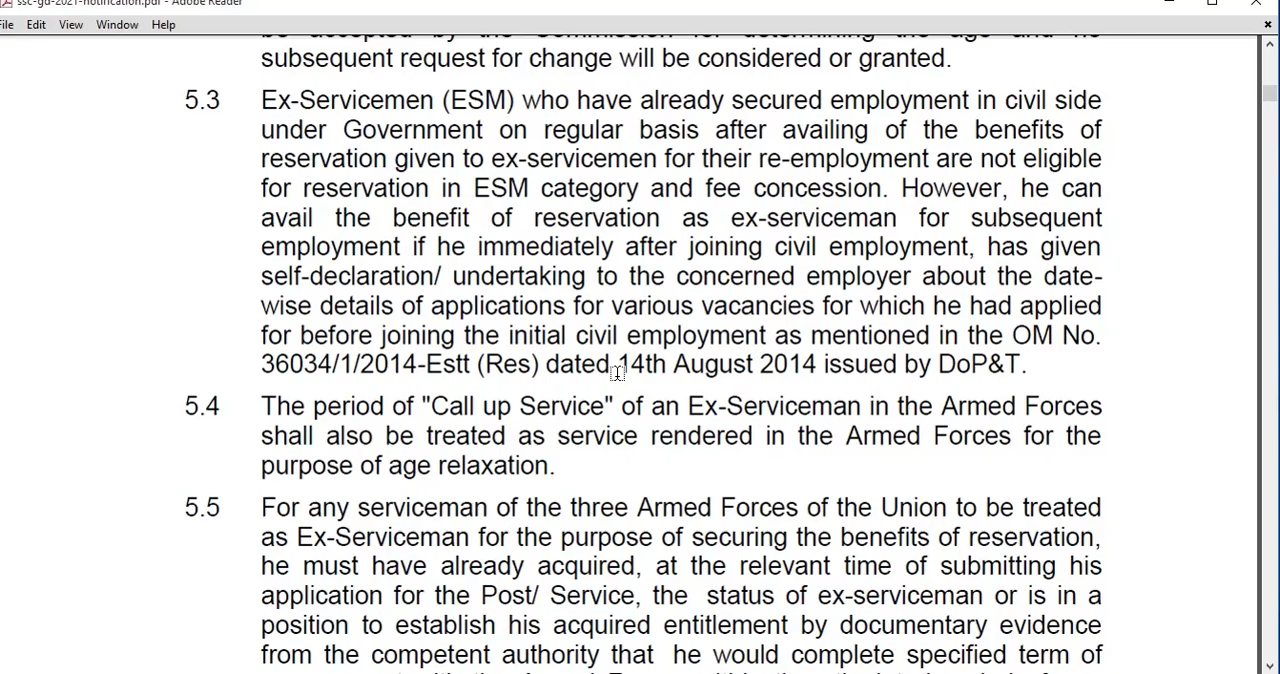 ssc-gd-2021-notification.pdf - Adobe Reader
File Edit View Window Help
be accepted by the Commission for determining the age and no
subsequent request for change will be considered or granted.
5.3 Ex-Servicemen (ESM) who have already secured employment in civil side
under Government on regular basis after availing of the benefits of
reservation given to ex-servicemen for their re-employment are not eligible
for reservation in ESM category and fee concession. However, he can
avail the benefit of reservation as ex-serviceman for subsequent
employment if he immediately after joining civil employment, has given
self-declaration/ undertaking to the concerned employer about the date-
wise details of applications for various vacancies for which he had applied
for before joining the initial civil employment as mentioned in the OM No.
36034/1/2014-Estt (Res) dated 14th August 2014 issued by DoP&T.
5.4 The period of "Call up Service" of an Ex-Serviceman in the Armed Forces
shall also be treated as service rendered in the Armed Forces for the
purpose of age relaxation.
5.5 For any serviceman of the three Armed Forces of the Union to be treated
as Ex-Serviceman for the purpose of securing the benefits of reservation,
he must have already acquired, at the relevant time of submitting his
application for the Post/ Service, the status of ex-serviceman or is in a
position to establish his acquired entitlement by documentary evidence
from the competent authority that he would complete specified term of